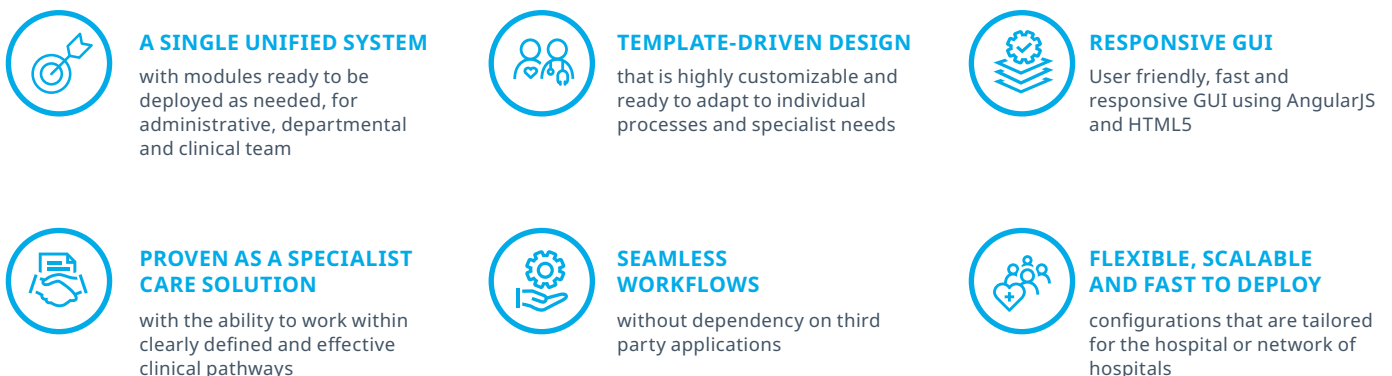 A SINGLE UNIFIED SYSTEM
with modules ready to be
deployed as needed, for
administrative, departmental
and clinical team
TEMPLATE-DRIVEN DESIGN
that is highly customizable and
ready to adapt to individual
processes and specialist needs
RESPONSIVE GUI
User friendly, fast and
responsive GUI using AngularJS
and HTML5
PROVEN AS A SPECIALIST
CARE SOLUTION
with the ability to work within
clearly defined and effective
clinical pathways
SEAMLESS
WORKFLOWS
without dependency on third
party applications
FLEXIBLE, SCALABLE
AND FAST TO DEPLOY
configurations that are tailored
for the hospital or network of
hospitals